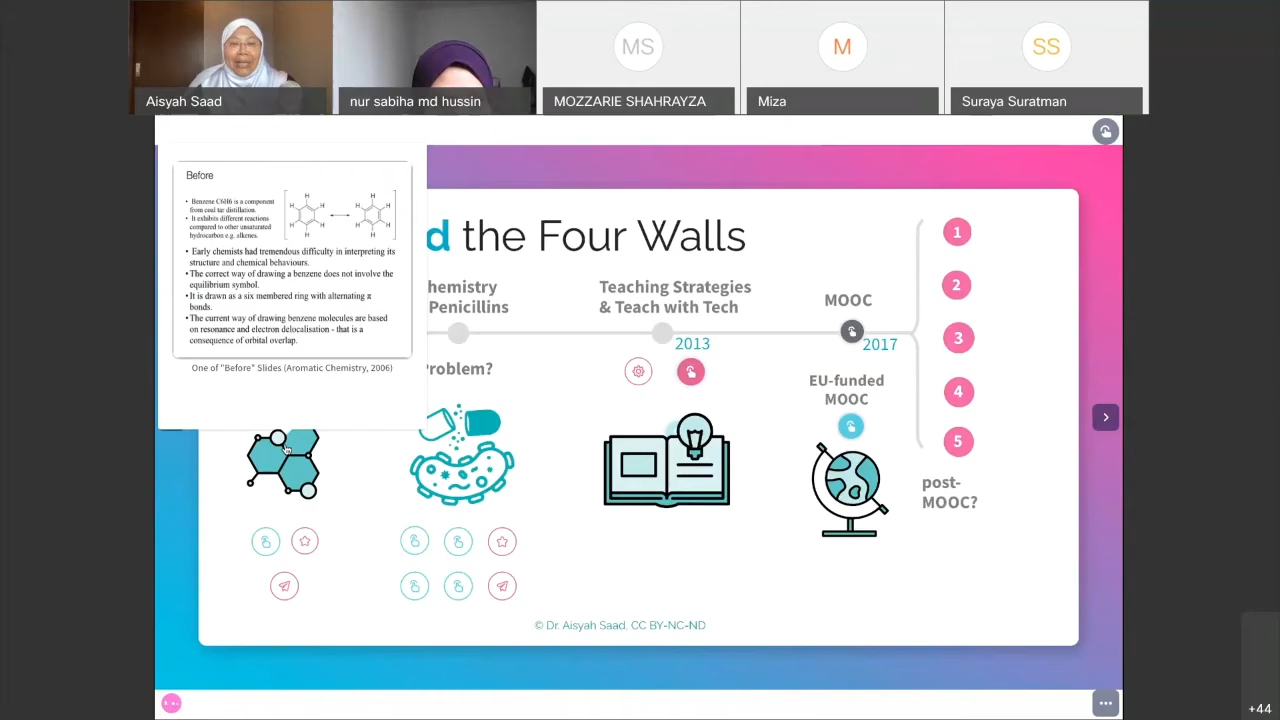 Aisyah Saad
nur sabiha md hussin
MS
MOZZARIE SHAHRAYZA
M
Miza
SS
Suraya Suratman
Before
• Benzene C6H6 is a component
from coal tar distillation.
• It exhibits different reactions
compared to other unsaturated
hydrocarbon e.g. alkenes.
H
H
H
H
H
H
H
H
H
H
H
H
• Early chemists had tremendous difficulty in interpreting its
structure and chemical behaviours.
• The correct way of drawing a benzene does not involve the
equilibrium symbol.
• It is drawn as a six membered ring with alternating π
bonds.
• The current way of drawing benzene molecules are based
on resonance and electron delocalisation - that is a
consequence of orbital overlap.
One of "Before" Slides (Aromatic Chemistry, 2006)
d the Four Walls
hemistry
Penicillins
Problem?
Teaching Strategies
& Teach with Tech
2013
MOOC
2017
EU-funded
MOOC
1
2
3
4
5
post-
MOOC?
© Dr. Aisyah Saad, CC BY-NC-ND
+44